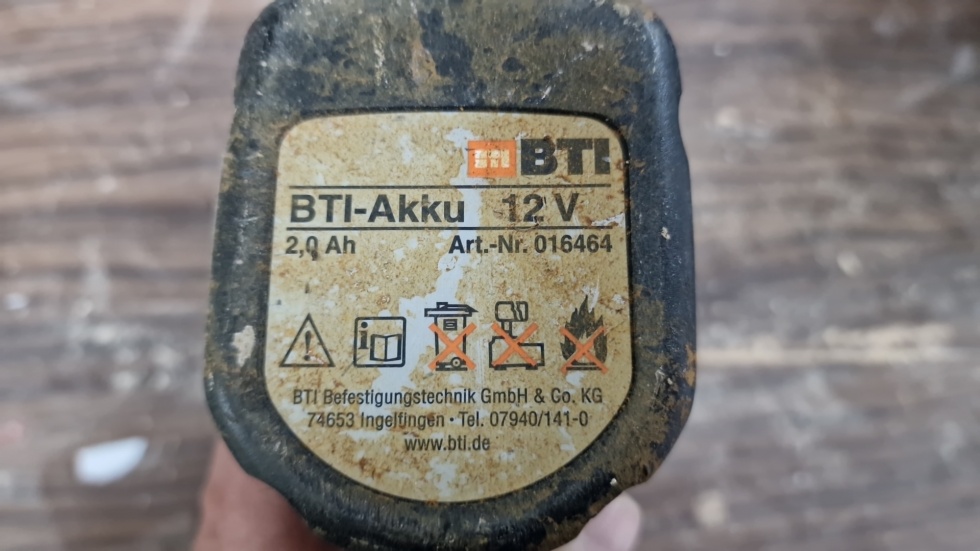 BTI
BTI-Akku 12 V
2,0 Ah Art.-Nr. 016464
BTI Befestigungstechnik GmbH & Co. KG
74653 Ingelfingen · Tel. 07940/141-0
www.bti.de